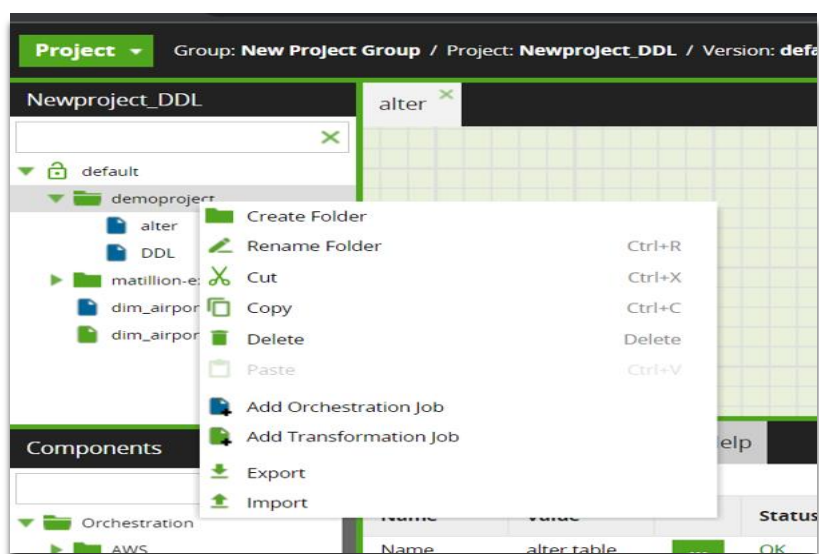 Project Group: New Project Group / Project: Newproject_DDL / Version: defa
Newproject_DDL
alter
default
demoproject
alter
DDL
matillion-e
dim_airpor
dim_airpor
Create Folder
Rename Folder Ctrl+R
Cut Ctrl+X
Copy Ctrl+C
Delete Delete
Paste Ctrl+V
Add Orchestration Job
Add Transformation Job
Export
Import
Components
elp
Orchestration
AWS
Name Value Status
Name alter table ... OK